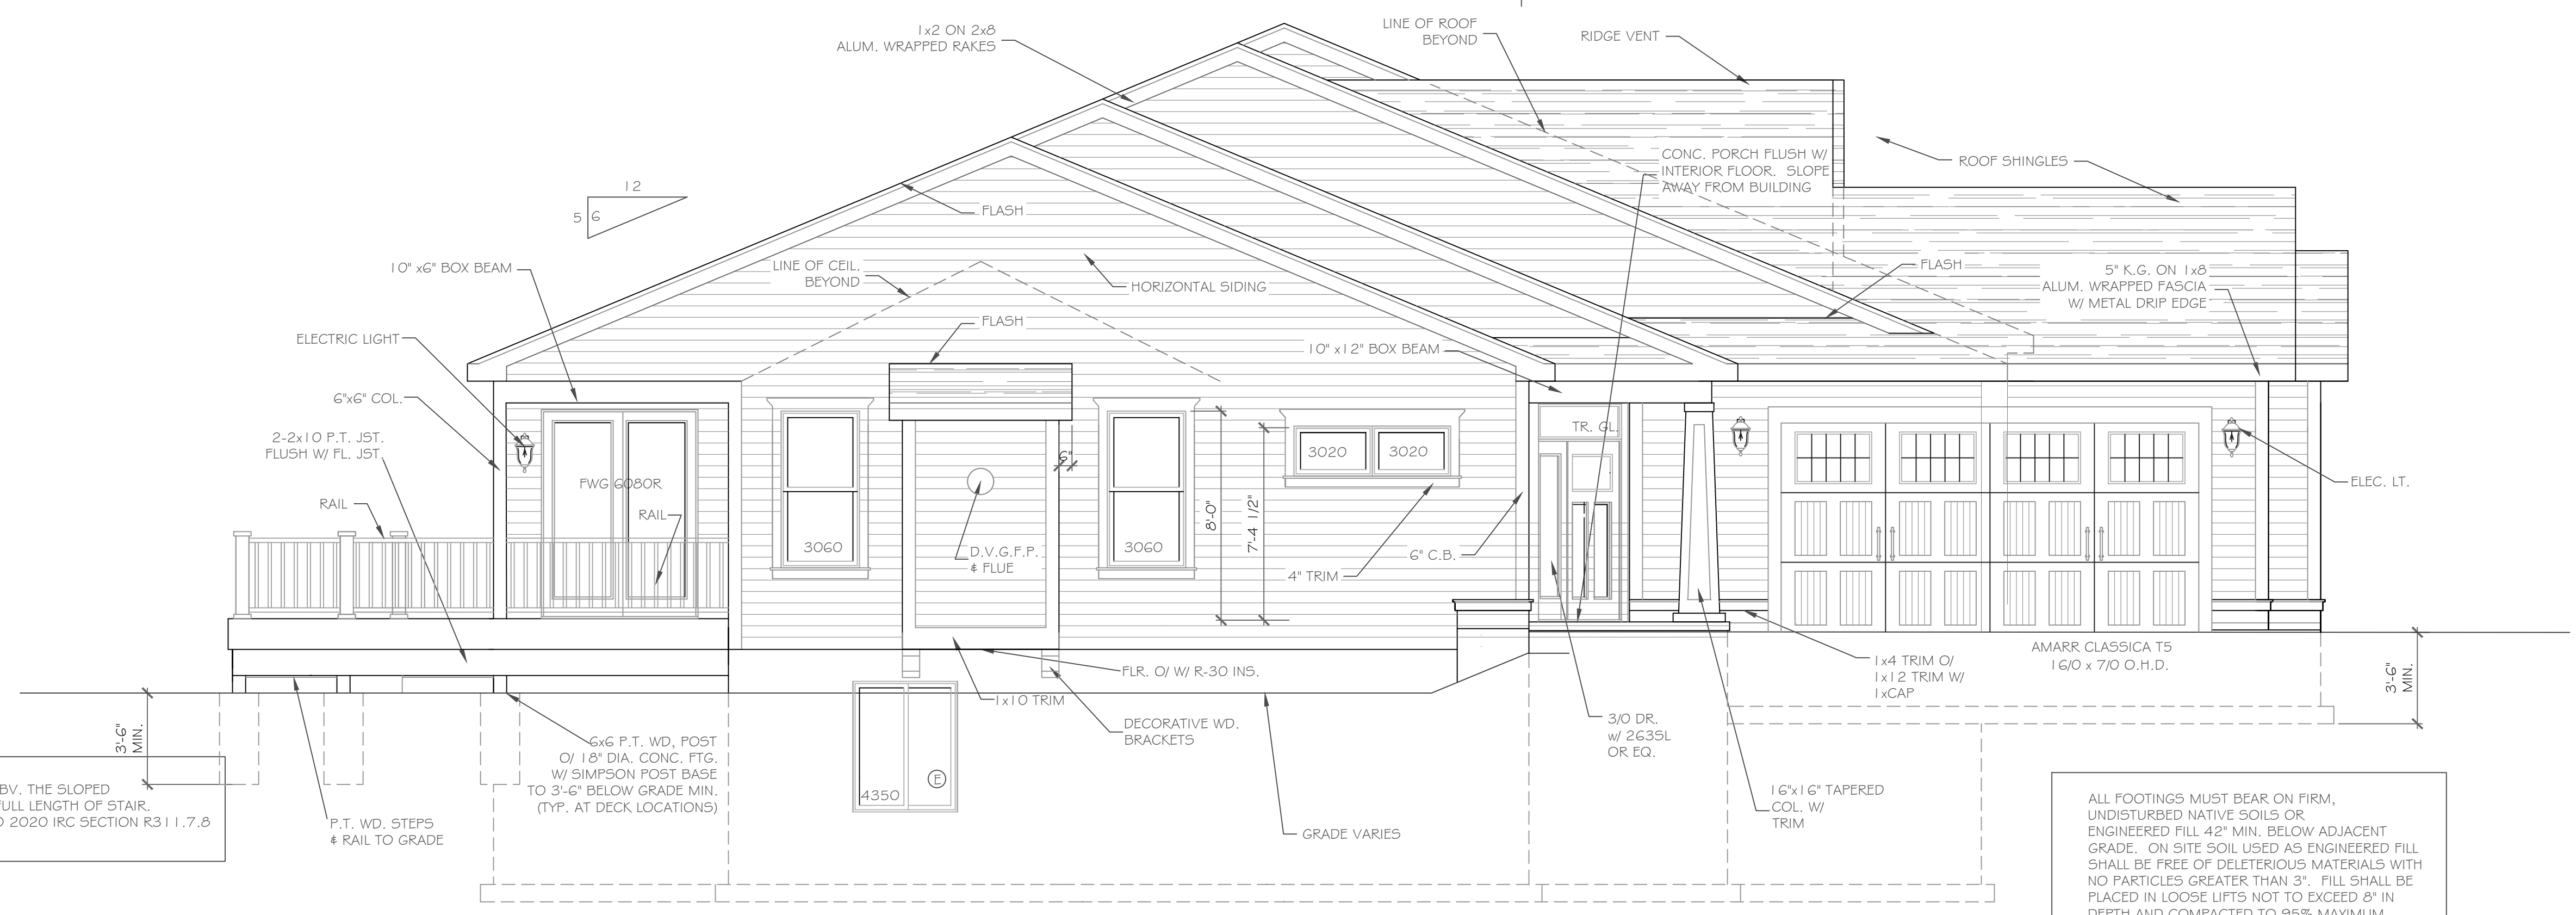 1x2 ON 2x8
ALUM. WRAPPED RAKES
LINE OF ROOF
BEYOND
RIDGE VENT
ROOF SHINGLES
CONC. PORCH FLUSH W/
INTERIOR FLOOR. SLOPE
AWAY FROM BUILDING
12
5 6
FLASH
10" x6" BOX BEAM
LINE OF CEIL.
BEYOND
HORIZONTAL SIDING
FLASH
5" K.G. ON 1x8
ALUM. WRAPPED FASCIA
W/ METAL DRIP EDGE
FLASH
ELECTRIC LIGHT
10" x12" BOX BEAM
6"x6" COL.
2-2x10 P.T. JST.
FLUSH W/ FL. JST.
TR. GL.
3020
3020
6"
FWG 6080R
ELEC. LT.
RAIL
RAIL
8'-0"
7'-4 1/2"
3060
D.V.G.F.P.
& FLUE
3060
6" C.B.
4" TRIM
AMARR CLASSICA T5
16/0 x 7/0 O.H.D.
1x4 TRIM O/
1x12 TRIM W/
1xCAP
FLR. O/ W/ R-30 INS.
3'-6"
MIN.
1x10 TRIM
DECORATIVE WD.
BRACKETS
3/0 DR.
w/ 2635L
OR EQ.
3'-6"
MIN.
6x6 P.T. WD, POST
O/ 18" DIA. CONC. FTG.
W/ SIMPSON POST BASE
TO 3'-6" BELOW GRADE MIN.
(TYP. AT DECK LOCATIONS)
E
4350
16"x16" TAPERED
COL. W/
TRIM
BV. THE SLOPED
FULL LENGTH OF STAIR.
2020 IRC SECTION R311.7.8
P.T. WD. STEPS
& RAIL TO GRADE
GRADE VARIES
ALL FOOTINGS MUST BEAR ON FIRM,
UNDISTURBED NATIVE SOILS OR
ENGINEERED FILL 42" MIN. BELOW ADJACENT
GRADE. ON SITE SOIL USED AS ENGINEERED FILL
SHALL BE FREE OF DELETERIOUS MATERIALS WITH
NO PARTICLES GREATER THAN 3". FILL SHALL BE
PLACED IN LOOSE LIFTS NOT TO EXCEED 8" IN
DEPTH AND COMPACTED TO 95% MAXIMUM